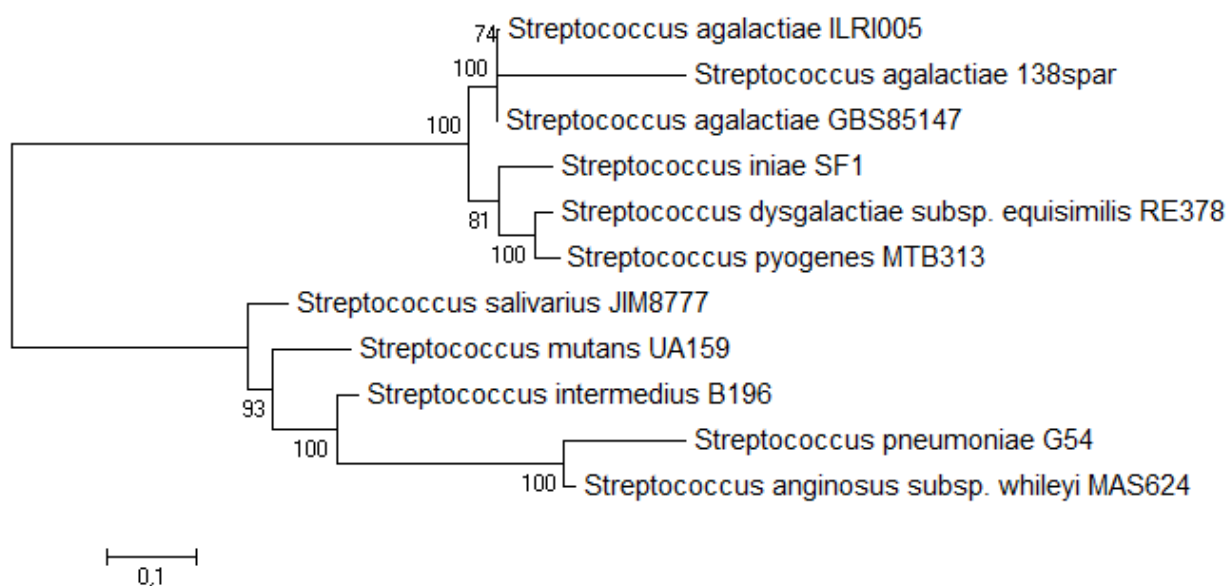 74 Streptococcus agalactiae ILRI005
100 Streptococcus agalactiae 138spar
100 Streptococcus agalactiae GBS85147
Streptococcus iniae SF1
81 Streptococcus dysgalactiae subsp. equisimilis RE378
100 Streptococcus pyogenes MTB313
Streptococcus salivarius JIM8777
Streptococcus mutans UA159
93 Streptococcus intermedius B196
100 Streptococcus pneumoniae G54
100 Streptococcus anginosus subsp. whileyi MAS624
0,1